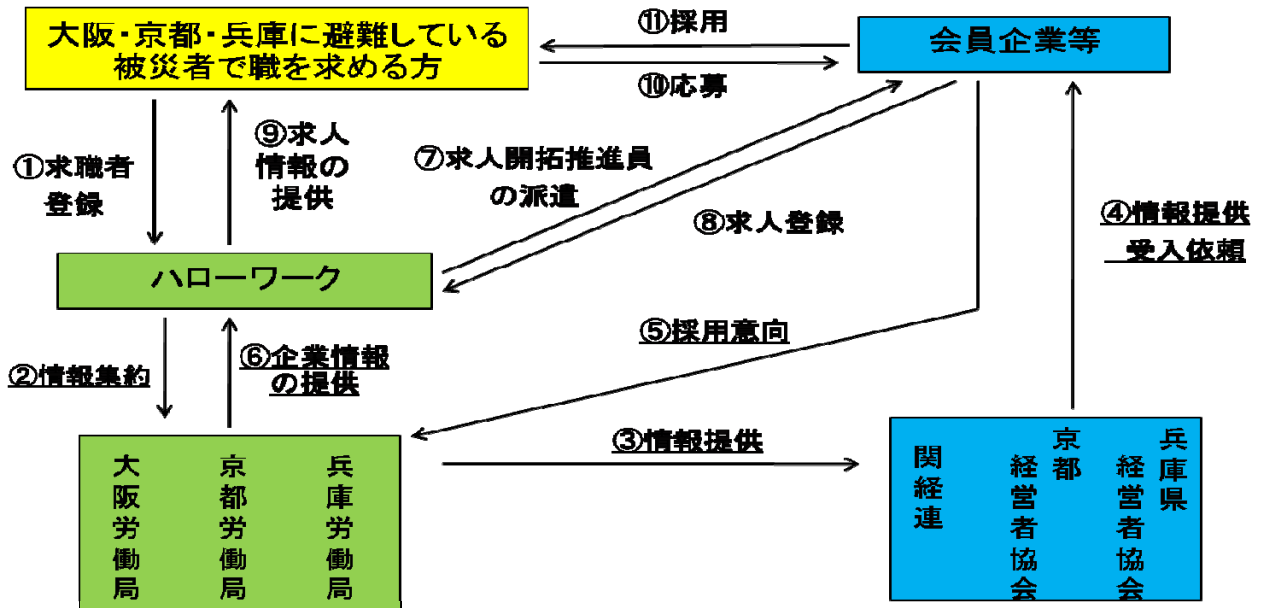 大阪・京都・兵庫に避難している
被災者で職を求める方
⑪採用
⑩応募
会員企業等
①求職者
登録
⑨求人
情報の
提供
⑦求人開拓推進員
の派遣
⑧求人登録
④情報提供
受入依頼
ハローワーク
②情報集約
⑥企業情報
の提供
⑤採用意向
③情報提供
大阪労働局
京都労働局
兵庫労働局
関経連
京都
経営者協会
兵庫県
経営者協会